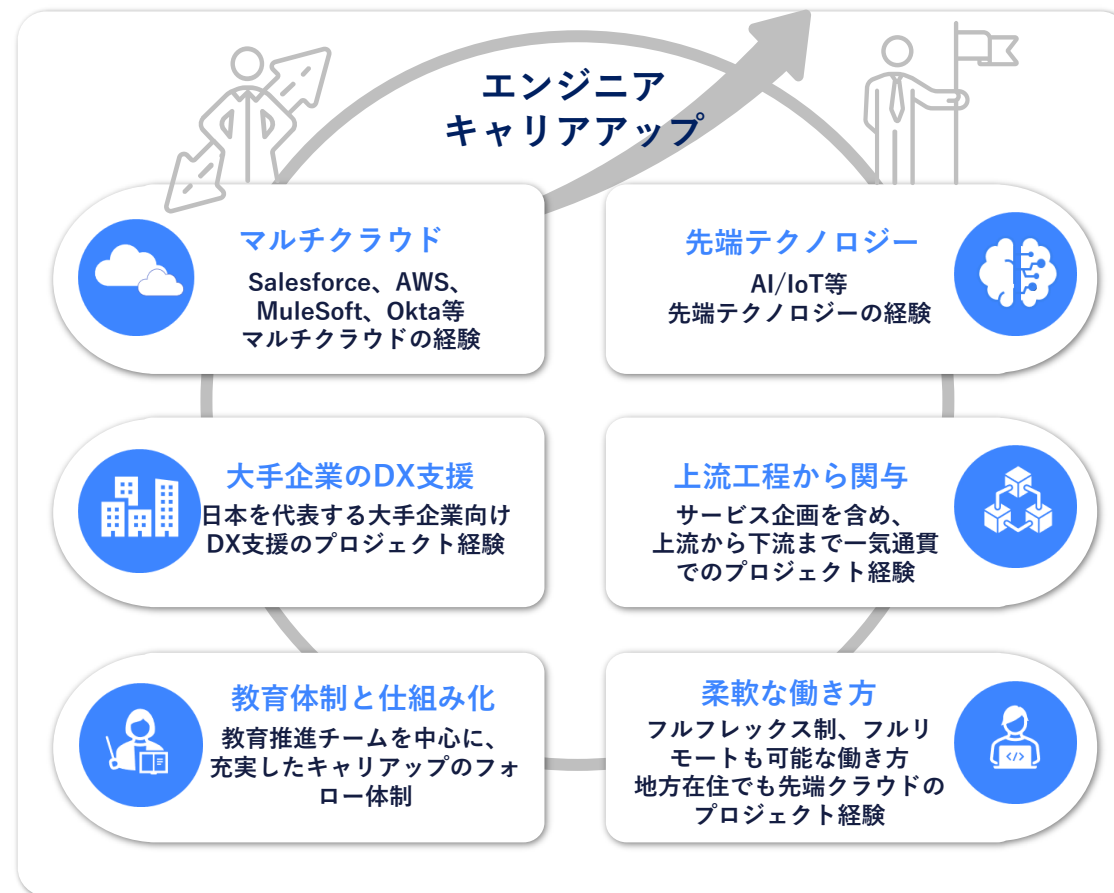 エンジニア
キャリアアップ
マルチクラウド
Salesforce、AWS、
MuleSoft、Okta等
マルチクラウドの経験
先端テクノロジー
AI/IoT等
先端テクノロジーの経験
大手企業のDX支援
日本を代表する大手企業向け
DX支援のプロジェクト経験
上流工程から関与
サービス企画を含め、
上流から下流まで一気通貫
でのプロジェクト経験
教育体制と仕組み化
教育推進チームを中心に、
充実したキャリアップのフォ
ロー体制
柔軟な働き方
フルフレックス制、フルリ
モートも可能な働き方
地方在住でも先端クラウドの
プロジェクト経験